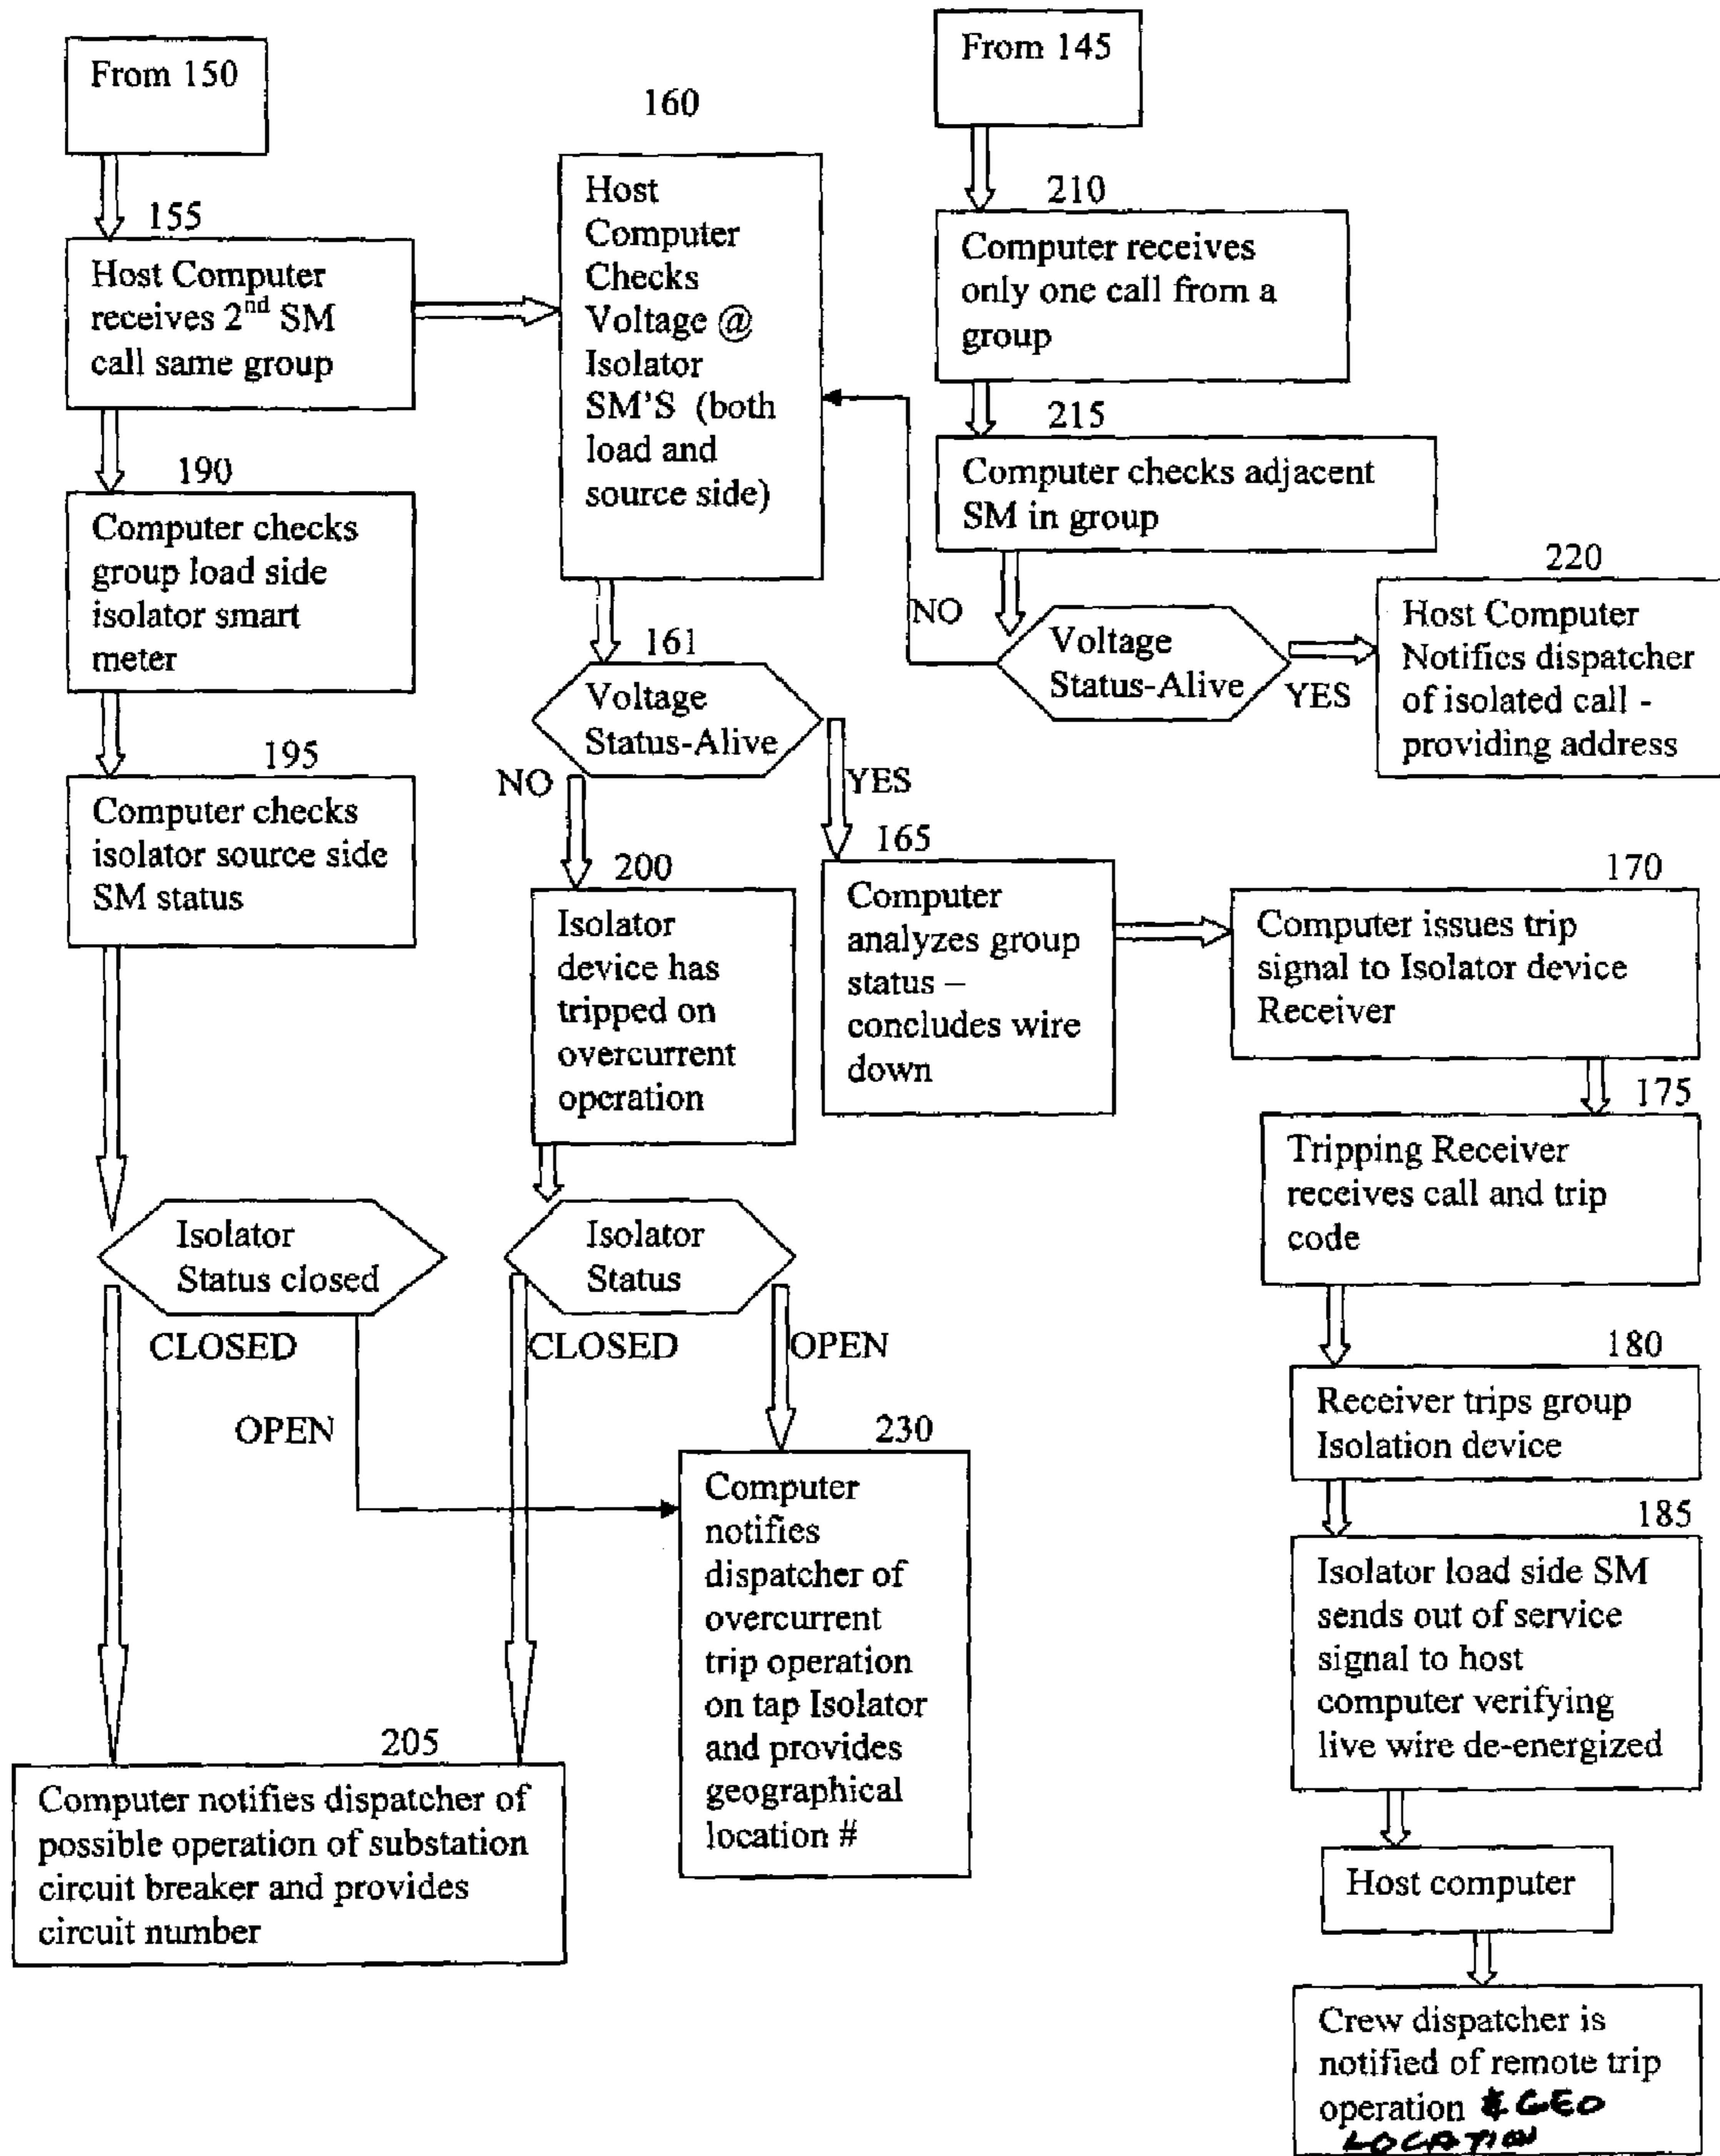 From 150
155
Host Computer
receives 2nd SM
call same group
190
Computer checks
group load side
isolator smart
meter
195
Computer checks
isolator source side
SM status
Isolator
Status closed
CLOSED
OPEN
205
Computer notifies dispatcher of
possible operation of substation
circuit breaker and provides
circuit number
160
Host
Computer
Checks
Voltage @
Isolator
SM'S (both
load and
source side)
161
Voltage
Status-Alive
NO
YES
200
Isolator
device has
tripped on
overcurrent
operation
Isolator
Status
CLOSED
OPEN
230
Computer
notifies
dispatcher of
overcurrent
trip operation
on tap Isolator
and provides
geographical
location #
From 145
210
Computer receives
only one call from a
group
215
Computer checks adjacent
SM in group
NO
Voltage
Status-Alive
YES
220
Host Computer
Notifies dispatcher
of isolated call -
providing address
165
Computer
analyzes group
status –
concludes wire
down
170
Computer issues trip
signal to Isolator device
Receiver
175
Tripping Receiver
receives call and trip
code
180
Receiver trips group
Isolation device
185
Isolator load side SM
sends out of service
signal to host
computer verifying
live wire de-energized
Host computer
Crew dispatcher is
notified of remote trip
operation & GEO
LOCATION